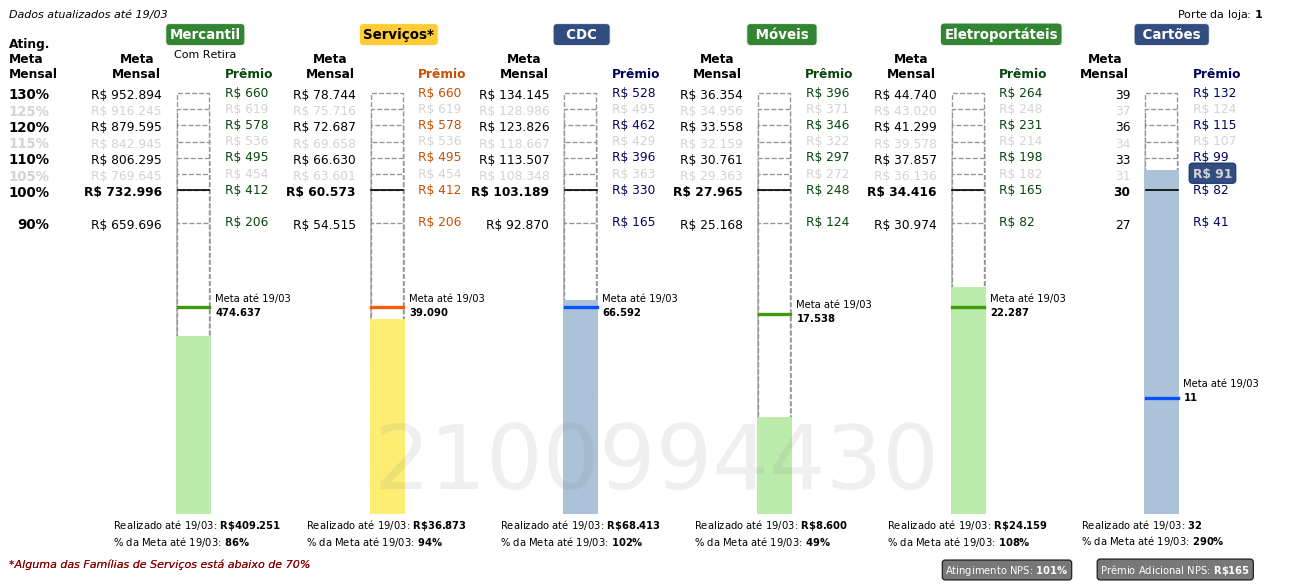 Dados atualizados até 19/03
Porte da loja: 1
Mercantil Serviços* CDC Móveis Eletroportáteis Cartões
Com Retira
Ating. Meta Mensal
Meta Mensal Prêmio Meta Mensal Prêmio Meta Mensal Prêmio Meta Mensal Prêmio Meta Mensal Prêmio Meta Mensal Prêmio
130% R$ 952.894 R$ 660 R$ 78.744 R$ 660 R$ 134.145 R$ 528 R$ 36.354 R$ 396 R$ 44.740 R$ 264 39 R$ 132
125% R$ 916.245 R$ 619 R$ 75.716 R$ 619 R$ 128.986 R$ 495 R$ 34.956 R$ 371 R$ 43.020 R$ 248 37 R$ 124
120% R$ 879.595 R$ 578 R$ 72.687 R$ 578 R$ 123.826 R$ 462 R$ 33.558 R$ 346 R$ 41.299 R$ 231 36 R$ 115
115% R$ 842.945 R$ 536 R$ 69.658 R$ 536 R$ 118.667 R$ 429 R$ 32.159 R$ 322 R$ 39.578 R$ 214 34 R$ 107
110% R$ 806.295 R$ 495 R$ 66.630 R$ 495 R$ 113.507 R$ 396 R$ 30.761 R$ 297 R$ 37.857 R$ 198 33 R$ 99
105% R$ 769.645 R$ 454 R$ 63.601 R$ 454 R$ 108.348 R$ 363 R$ 29.363 R$ 272 R$ 36.136 R$ 182 31 R$ 91
100% R$ 732.996 R$ 412 R$ 60.573 R$ 412 R$ 103.189 R$ 330 R$ 27.965 R$ 248 R$ 34.416 R$ 165 30 R$ 82
90% R$ 659.696 R$ 206 R$ 54.515 R$ 206 R$ 92.870 R$ 165 R$ 25.168 R$ 124 R$ 30.974 R$ 82 27 R$ 41
Meta até 19/03
474.637
Meta até 19/03
39.090
Meta até 19/03
66.592
Meta até 19/03
17.538
Meta até 19/03
22.287
Meta até 19/03
11
2100994430
Realizado até 19/03: R$409.251
% da Meta até 19/03: 86%
Realizado até 19/03: R$36.873
% da Meta até 19/03: 94%
Realizado até 19/03: R$68.413
% da Meta até 19/03: 102%
Realizado até 19/03: R$8.600
% da Meta até 19/03: 49%
Realizado até 19/03: R$24.159
% da Meta até 19/03: 108%
Realizado até 19/03: 32
% da Meta até 19/03: 290%
*Alguma das Famílias de Serviços está abaixo de 70%
Atingimento NPS: 101%
Prêmio Adicional NPS: R$165